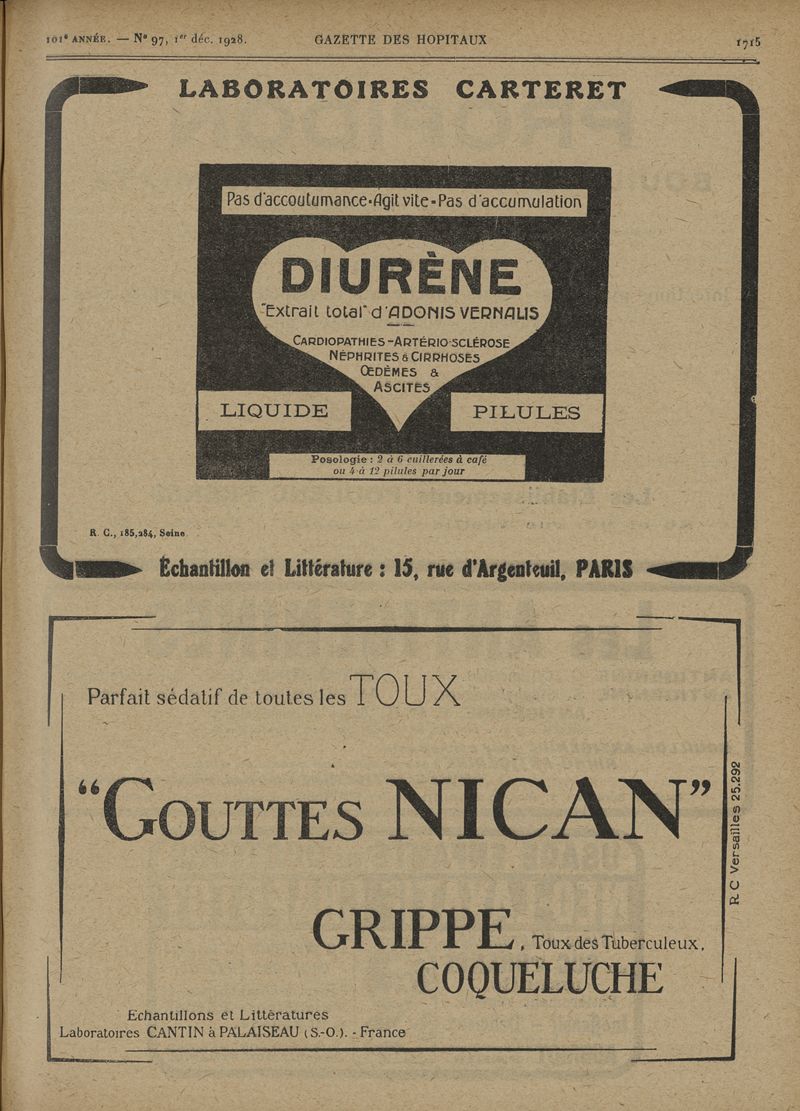 101e ANNÉE. — No 97, 1er déc. 1928. GAZETTE DES HOPITAUX 1715
LABORATOIRES CARTERET
Pas d'accoutumance-Agit vite-Pas d'accumulation
DIURÈNE
"Extrait total" d'ADONIS VERNALIS
CARDIOPATHIES-ARTÉRIO-SCLÉROSE
NÉPHRITES & CIRRHOSES
ŒDÈMES &
ASCITES
LIQUIDE PILULES
Posologie : 2 à 6 cuillerées à café
ou 4 à 12 pilules par jour
R. C., 185,284, Seine
Échantillon et Littérature : 15, rue d'Argenteuil, PARIS
Parfait sédatif de toutes les TOUX
"GOUTTES NICAN"
GRIPPE, Toux des Tuberculeux,
COQUELUCHE
Echantillons et Littératures
Laboratoires CANTIN à PALAISEAU (S.-O.). - France
R C Versailles 25.292